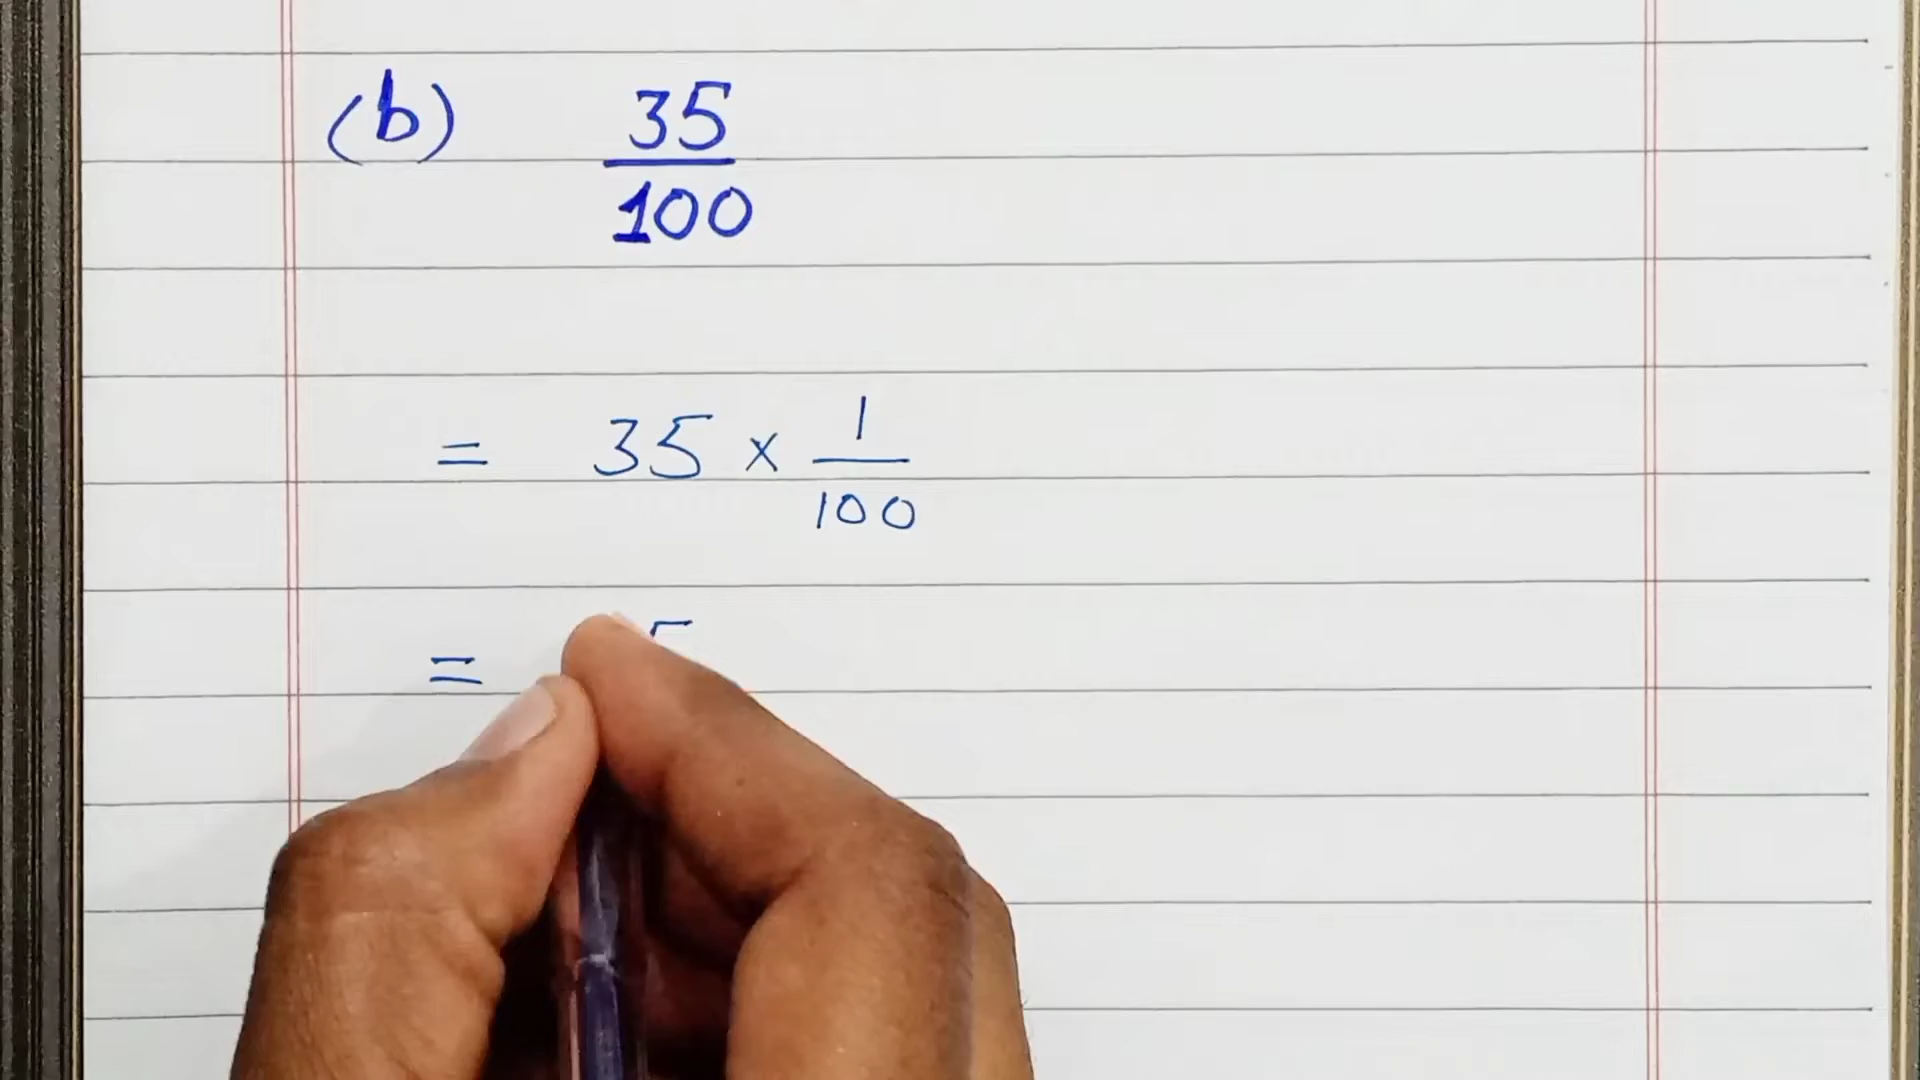 (b) 35/100
= 35 × 1/100
=